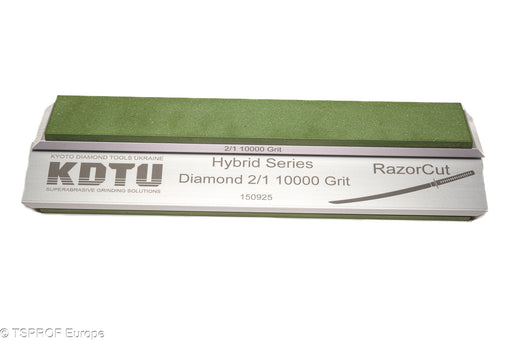 2/1 10000 Grit
KYOTO DIAMOND TOOLS UKRAINE
KDTU
SUPERABRASIVE GRINDING SOLUTIONS
Hybrid Series
Diamond 2/1 10000 Grit
150925
RazorCut
© TSPROF Europe